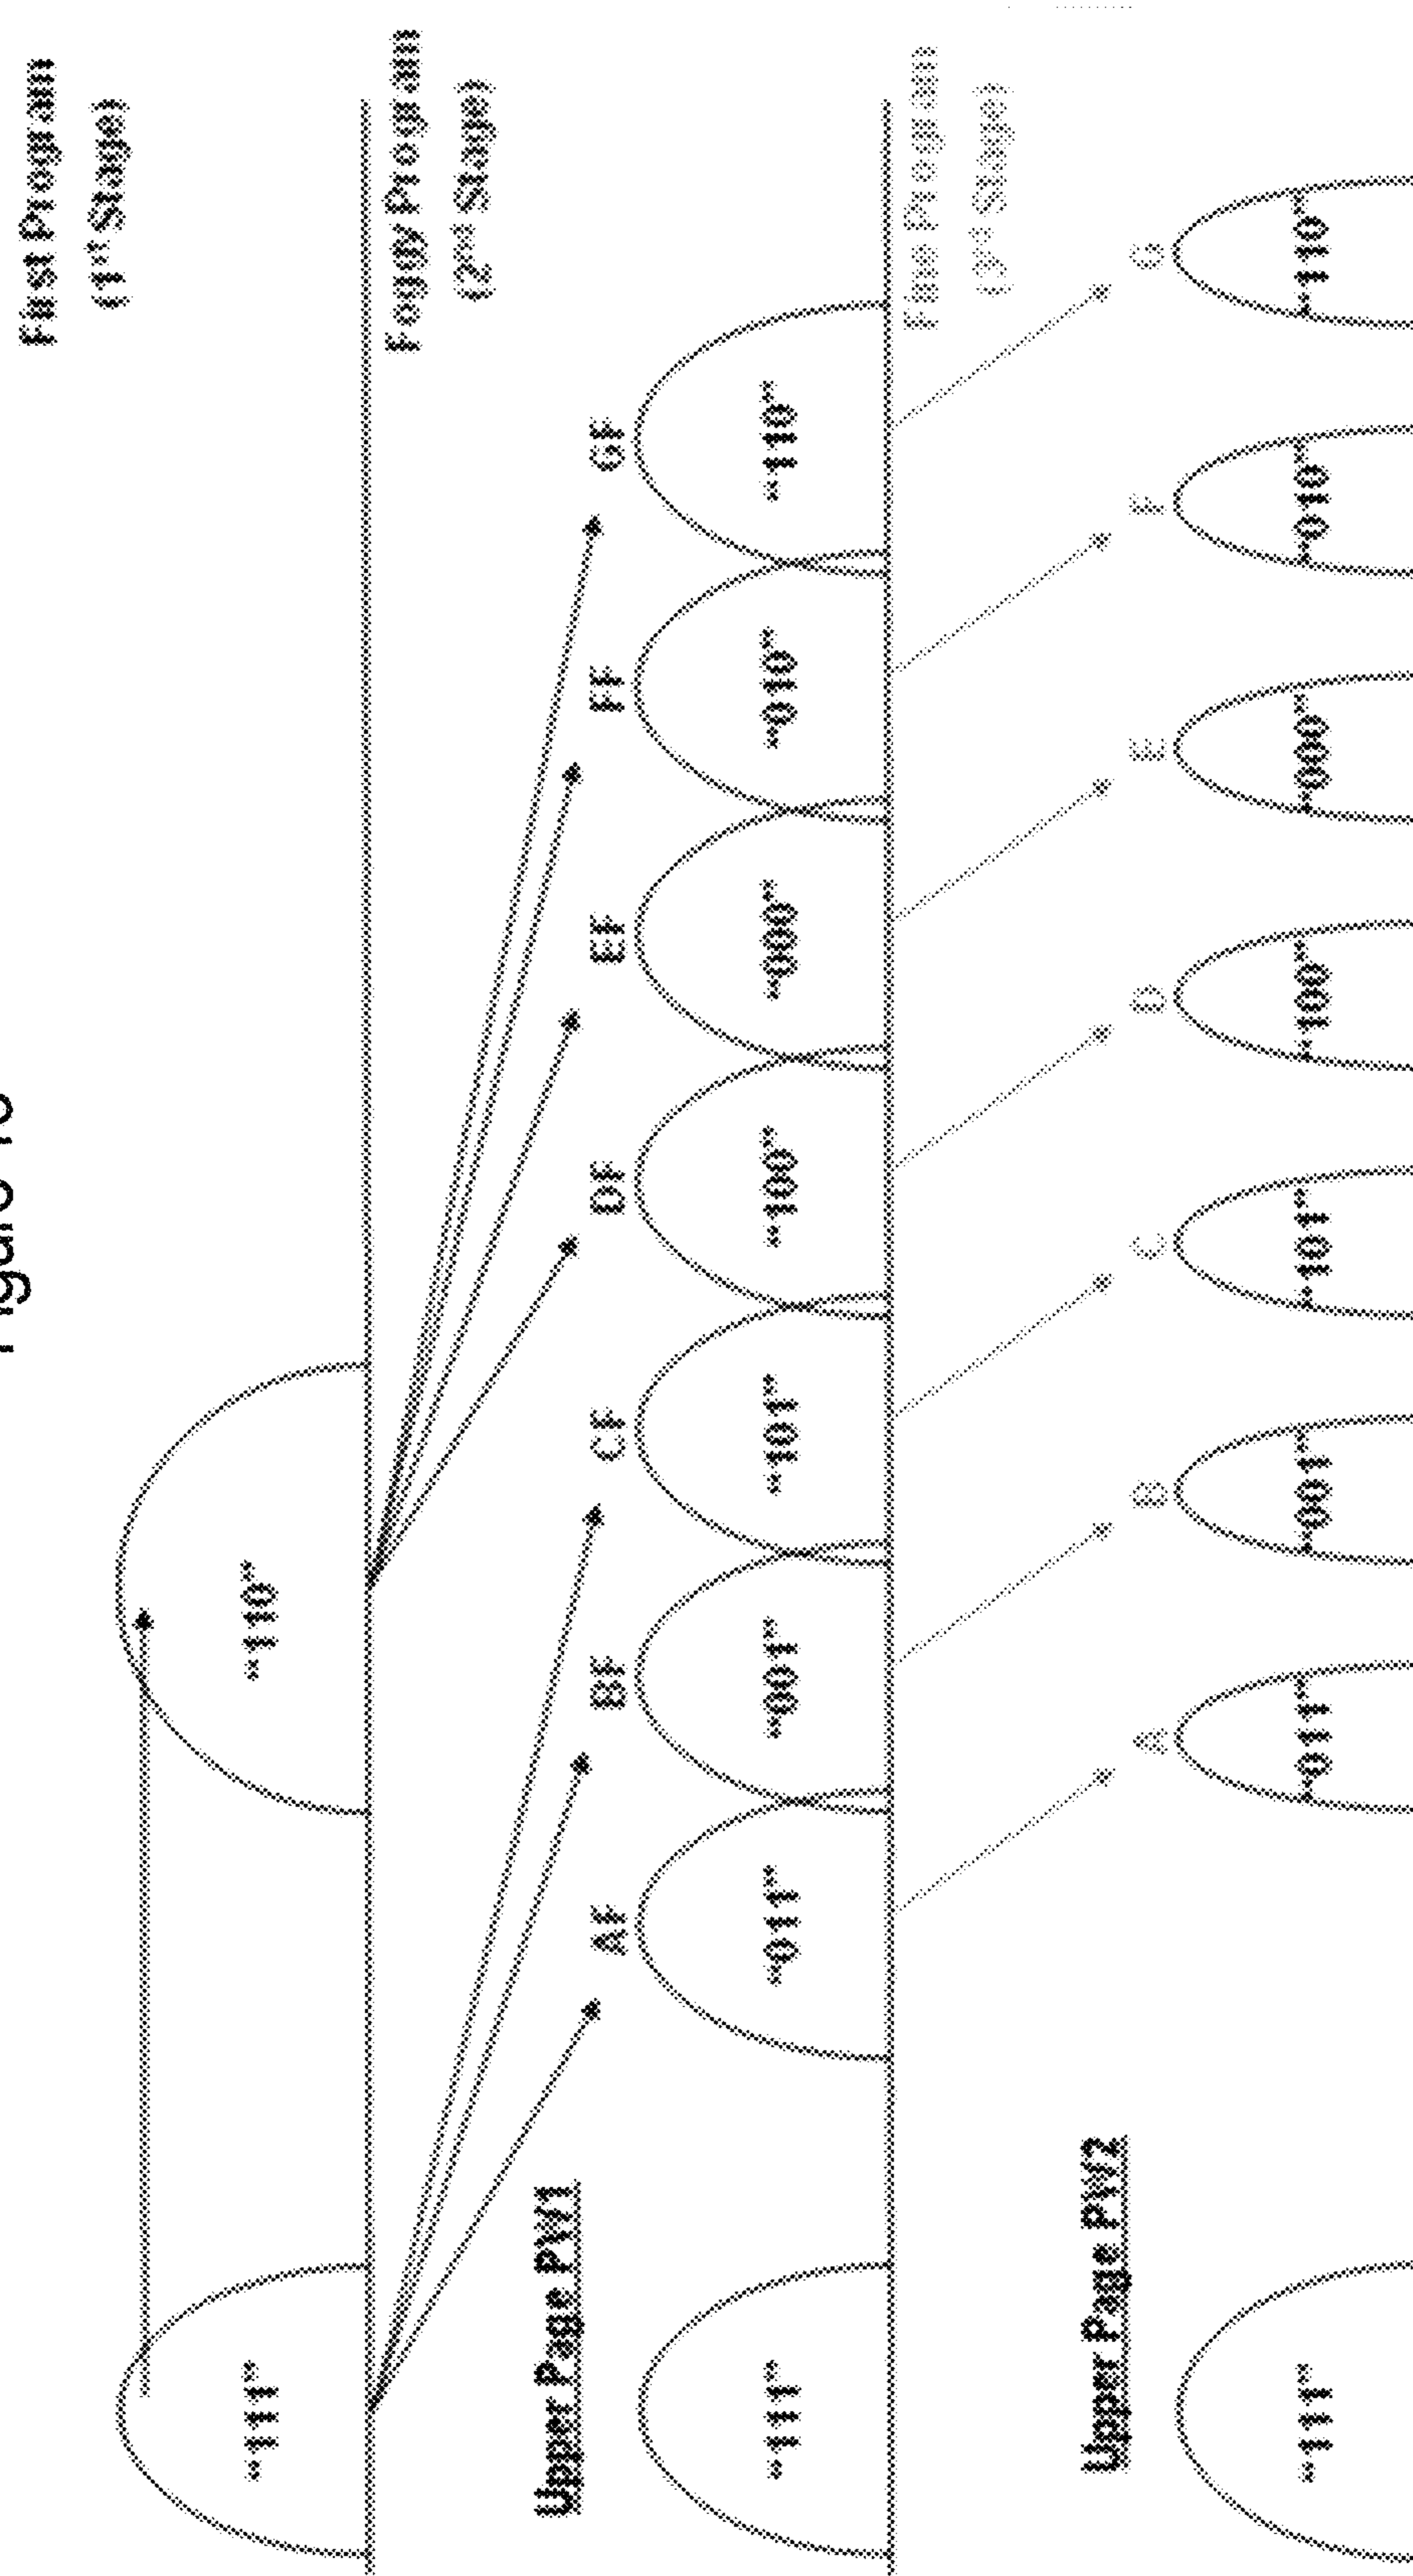 Figure
First Program
(1st Stage)
"111" "110"
Foggy Program
(2nd Stage)
Upper Page PW1
AF BF CF DF EF FF GF
"111" "011" "001" "101" "100" "000" "010" "110"
Fine Program
(3rd Stage)
Upper Page PW2
A B C D E F G
"111" "011" "001" "101" "100" "000" "010" "110"